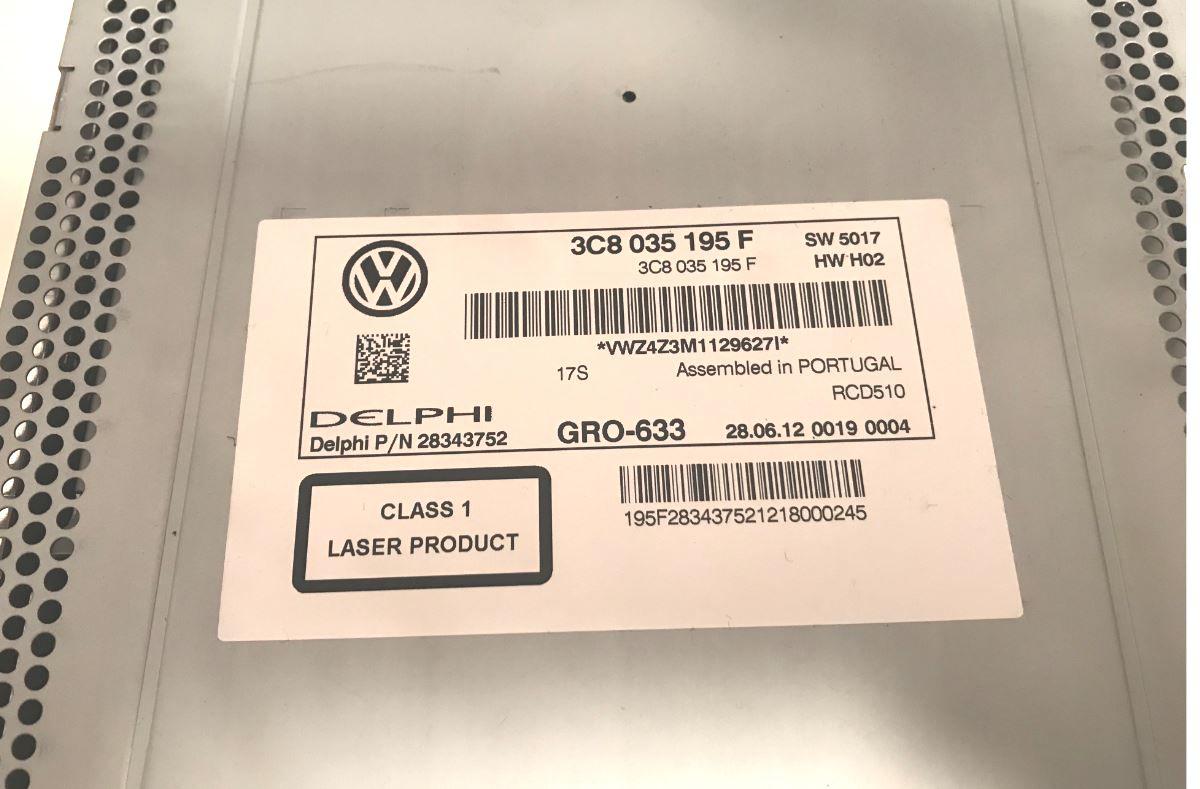 3C8 035 195 F SW 5017
3C8 035 195 F HW H02
*VWZ4Z3M1129627I*
17S Assembled in PORTUGAL
RCD510
DELPHI
Delphi P/N 28343752 GRO-633 28.06.12 0019 0004
CLASS 1
LASER PRODUCT
195F283437521218000245